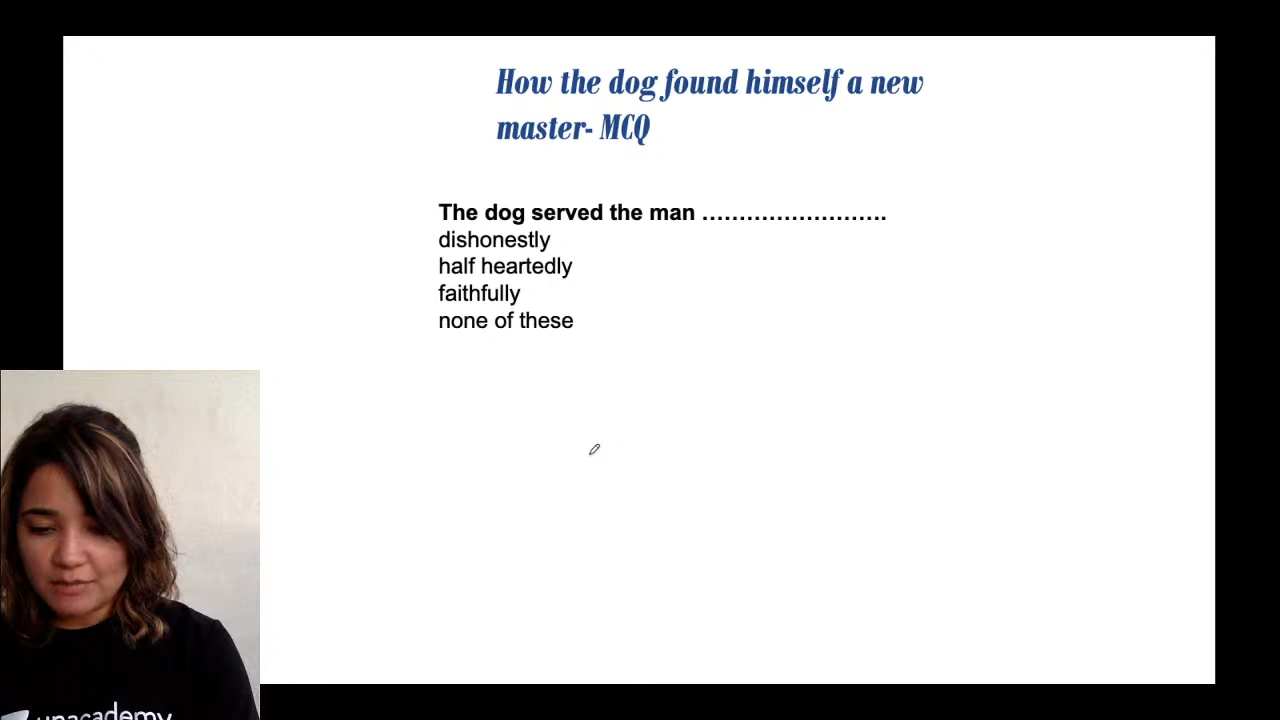 How the dog found himself a new
master- MCQ
The dog served the man …………………….
dishonestly
half heartedly
faithfully
none of these
unacademy